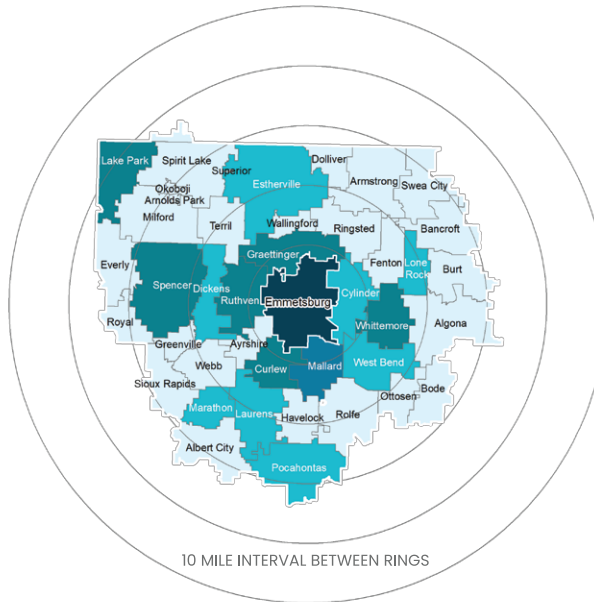 Lake Park
Spirit Lake
Superior
Dolliver
Okoboji
Arnolds Park
Milford
Estherville
Armstrong
Swea City
Terril
Wallingford
Ringsted
Bancroft
Everly
Graettinger
Fenton
Lone
Rock
Burt
Spencer
Dickens
Ruthven
Emmetsburg
Cylinder
Royal
Whittemore
Algona
Greenville
Ayrshire
Webb
Curlew
Mallard
West Bend
Sioux Rapids
Bode
Ottosen
Marathon
Laurens
Havelock
Rolfe
Albert City
Pocahontas
10 MILE INTERVAL BETWEEN RINGS